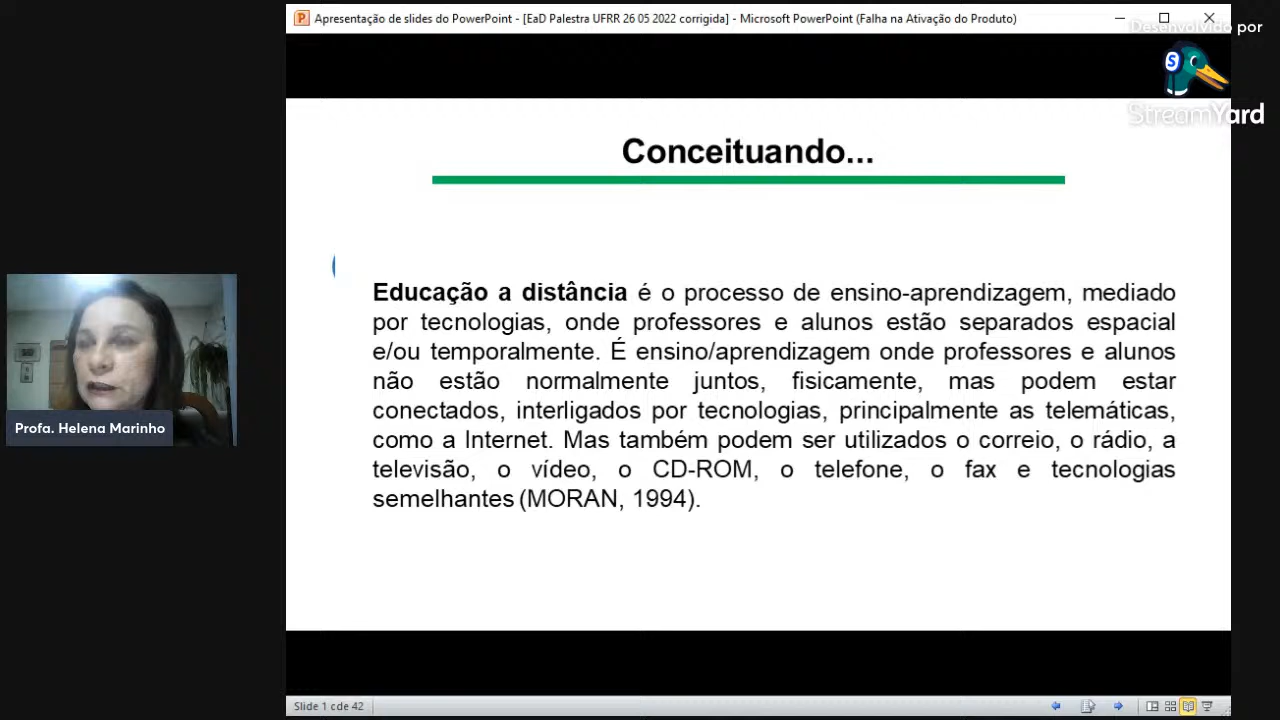 Apresentação de slides do PowerPoint - [EaD Palestra UFRR 26 05 2022 corrigida] - Microsoft PowerPoint (Falha na Ativação do Produto)
Desenvolvido por
S
StreamYard
Conceituando...
Educação a distância é o processo de ensino-aprendizagem, mediado
por tecnologias, onde professores e alunos estão separados espacial
e/ou temporalmente. É ensino/aprendizagem onde professores e alunos
não estão normalmente juntos, fisicamente, mas podem estar
conectados, interligados por tecnologias, principalmente as telemáticas,
como a Internet. Mas também podem ser utilizados o correio, o rádio, a
televisão, o vídeo, o CD-ROM, o telefone, o fax e tecnologias
semelhantes (MORAN, 1994).
Profa. Helena Marinho
Slide 1 cde 42